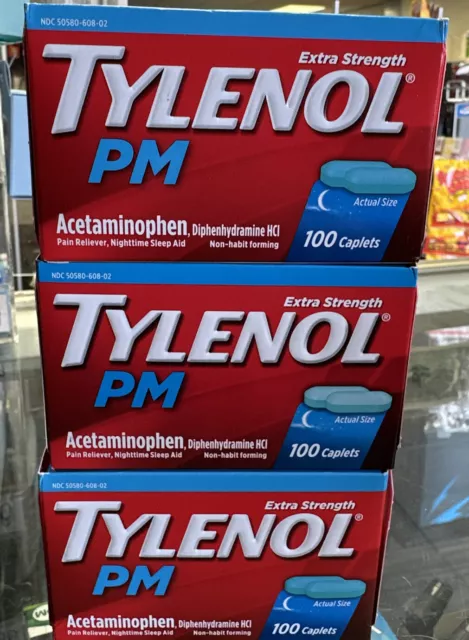 NDC 50580-608-02
Extra Strength
TYLENOL®
PM
Actual Size
Acetaminophen, Diphenhydramine HCl
Pain Reliever, Nighttime Sleep Aid Non-habit forming
100 Caplets
NDC 50580-608-02
Extra Strength
TYLENOL®
PM
Actual Size
Acetaminophen, Diphenhydramine HCl
Pain Reliever, Nighttime Sleep Aid Non-habit forming
100 Caplets
NDC 50580-608-02
Extra Strength
TYLENOL®
PM
Actual Size
Acetaminophen, Diphenhydramine HCl
Pain Reliever, Nighttime Sleep Aid Non-habit forming
100 Caplets